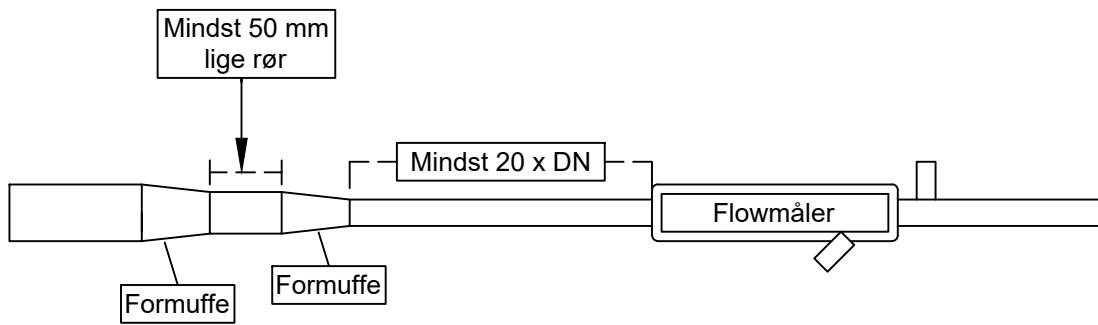 Mindst 50 mm
lige rør
Mindst 20 x DN
Flowmåler
Formuffe
Formuffe